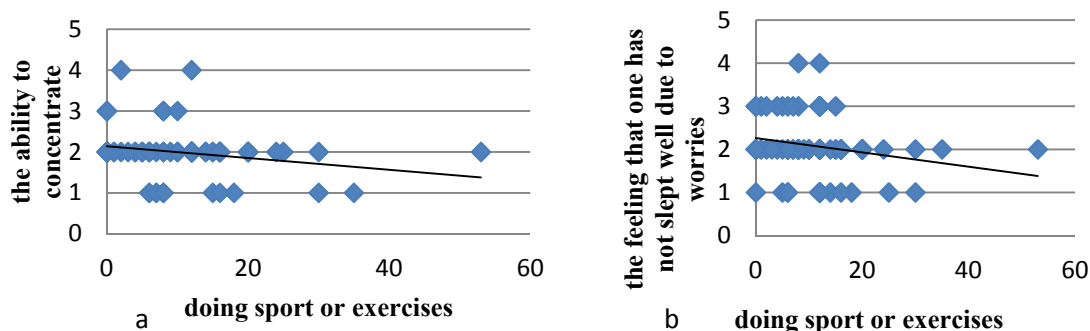 5
4
3
2
1
0
0 20 40 60
the ability to
concentrate
doing sport or exercises
a
5
4
3
2
1
0
0 20 40 60
the feeling that one has
not slept well due to
worries
doing sport or exercises
b